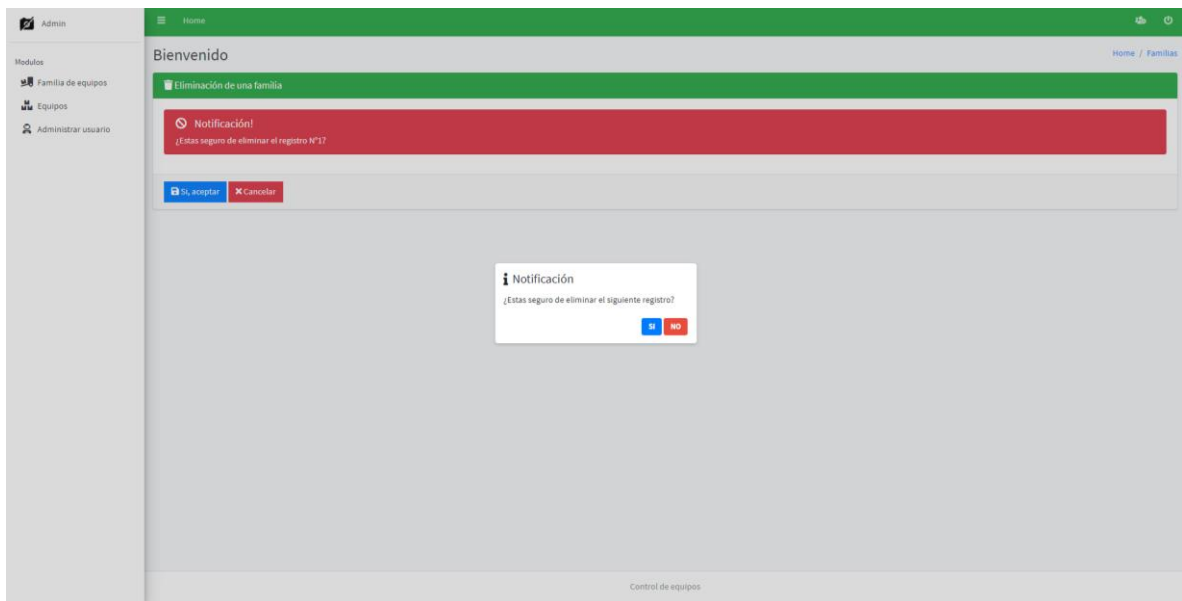 Admin
Home
Modulos
Familia de equipos
Equipos
Administrar usuario
Bienvenido
Home / Familias
Eliminación de una familia
Notificación!
¿Estas seguro de eliminar el registro N°1?
Si, aceptar
Cancelar
Notificación
¿Estas seguro de eliminar el siguiente registro?
SI NO
Control de equipos